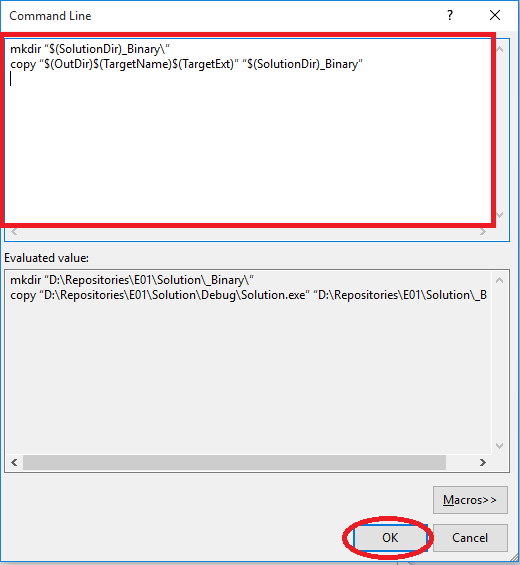 Command Line
?
mkdir “$(SolutionDir)_Binary\“
copy “$(OutDir)$(TargetName)$(TargetExt)” “$(SolutionDir)_Binary”
Evaluated value:
mkdir “D:\Repositories\E01\Solution\_Binary\“
copy “D:\Repositories\E01\Solution\Debug\Solution.exe” “D:\Repositories\E01\Solution\_B
Macros>>
OK
Cancel